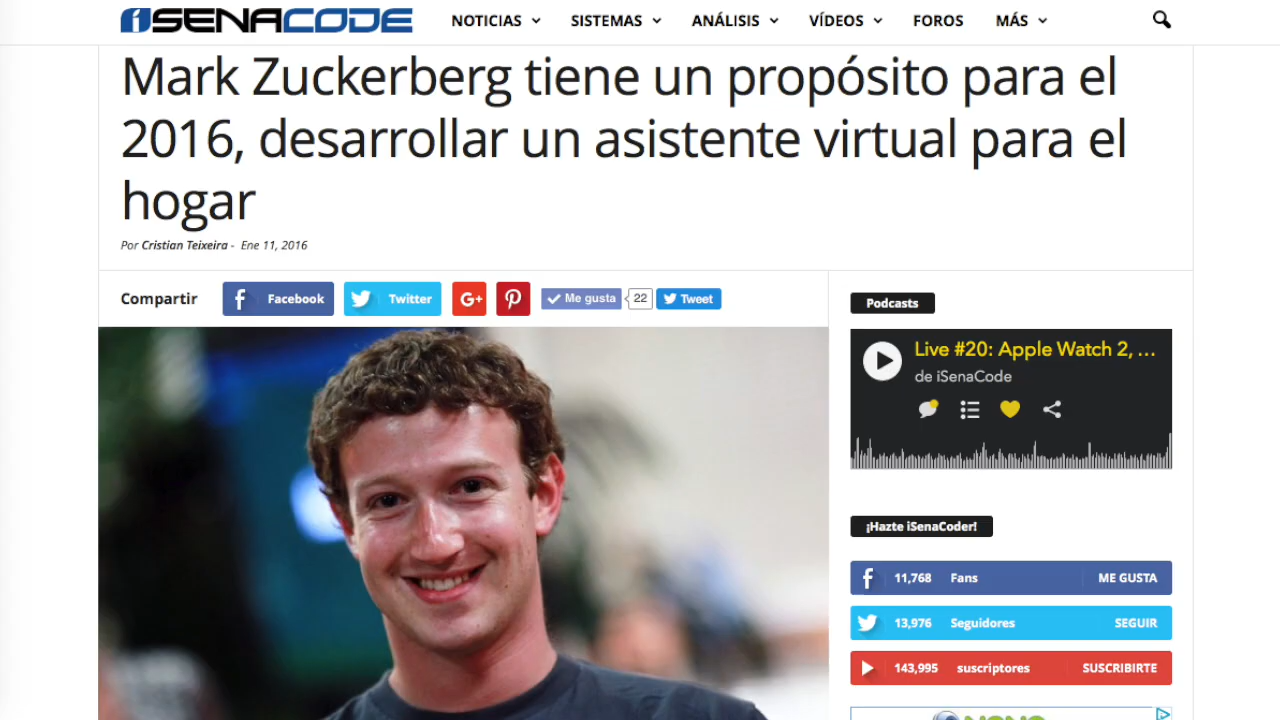 iSENACODE
NOTICIAS SISTEMAS ANÁLISIS VÍDEOS FOROS MÁS
Mark Zuckerberg tiene un propósito para el
2016, desarrollar un asistente virtual para el
hogar
Por Cristian Teixeira - Ene 11, 2016
Compartir
Facebook
Twitter
G+
Me gusta
22
Tweet
Podcasts
Live #20: Apple Watch 2, ...
de iSenaCode
¡Hazte iSenaCoder!
11,768 Fans ME GUSTA
13,976 Seguidores SEGUIR
143,995 suscriptores SUSCRIBIRTE